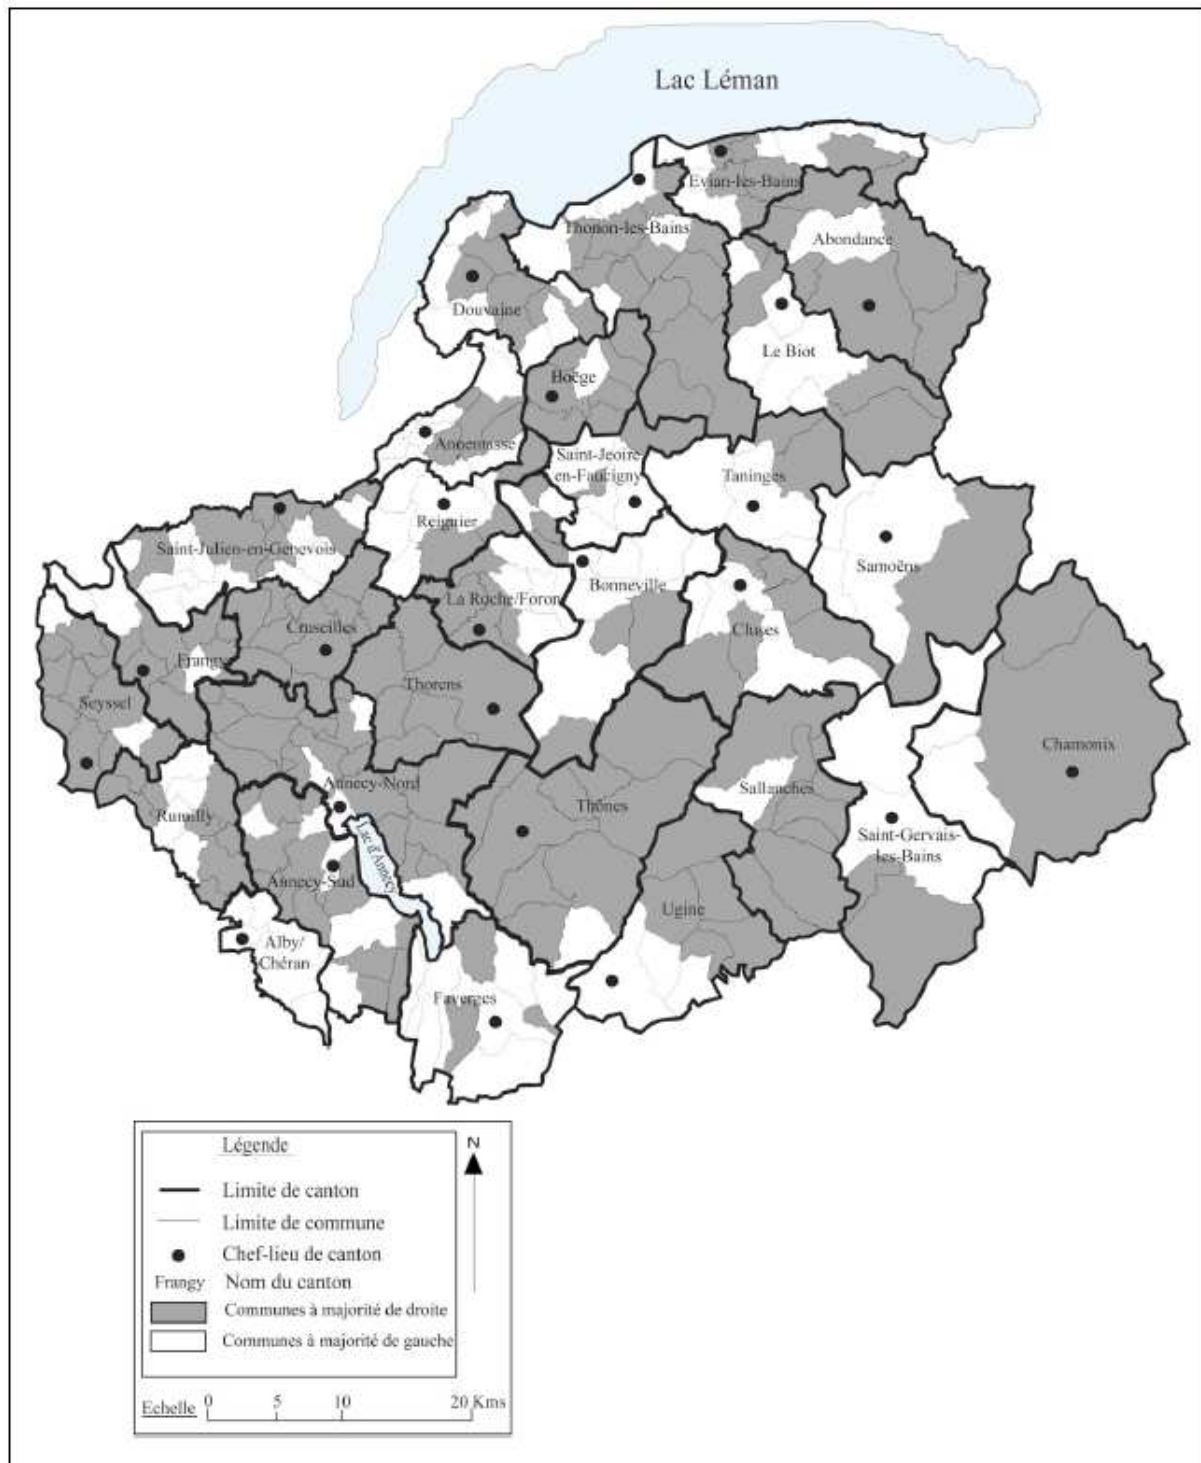 Lac Léman
Evian-les-Bains
Thonon-les-Bains
Abondance
Douvaine
Le Biot
Boëge
Annemasse
Saint-Jeoire-
en-Faucigny
Taninges
Reignier
Saint-Julien-en-Genevois
Samoëns
Bonneville
La Roche/Foron
Cruseilles
Cluses
Frangy
Thorens
Seyssel
Chamonix
Annecy-Nord
Sallanches
Thônes
Rumilly
Saint-Gervais-
les-Bains
Lac d'Annecy
Annecy-Sud
Ugine
Alby/
Chéran
Faverges
Légende
N
Limite de canton
Limite de commune
Chef-lieu de canton
Frangy Nom du canton
Communes à majorité de droite
Communes à majorité de gauche
Echelle 0 5 10 20 Kms